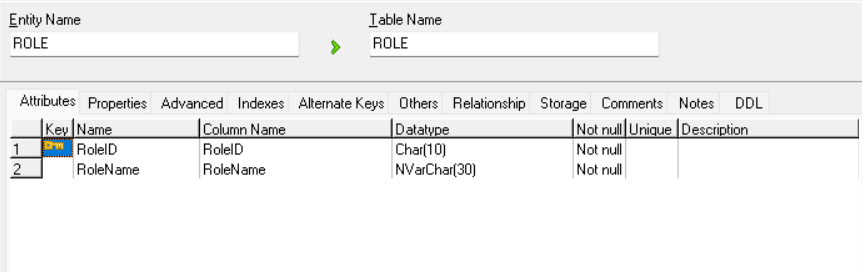 Entity Name Table Name
ROLE ROLE
Attributes Properties Advanced Indexes Alternate Keys Others Relationship Storage Comments Notes DDL
Key Name Column Name Datatype Not null Unique Description
1 RoleID RoleID Char(10) Not null
2 RoleName RoleName NVarChar(30) Not null